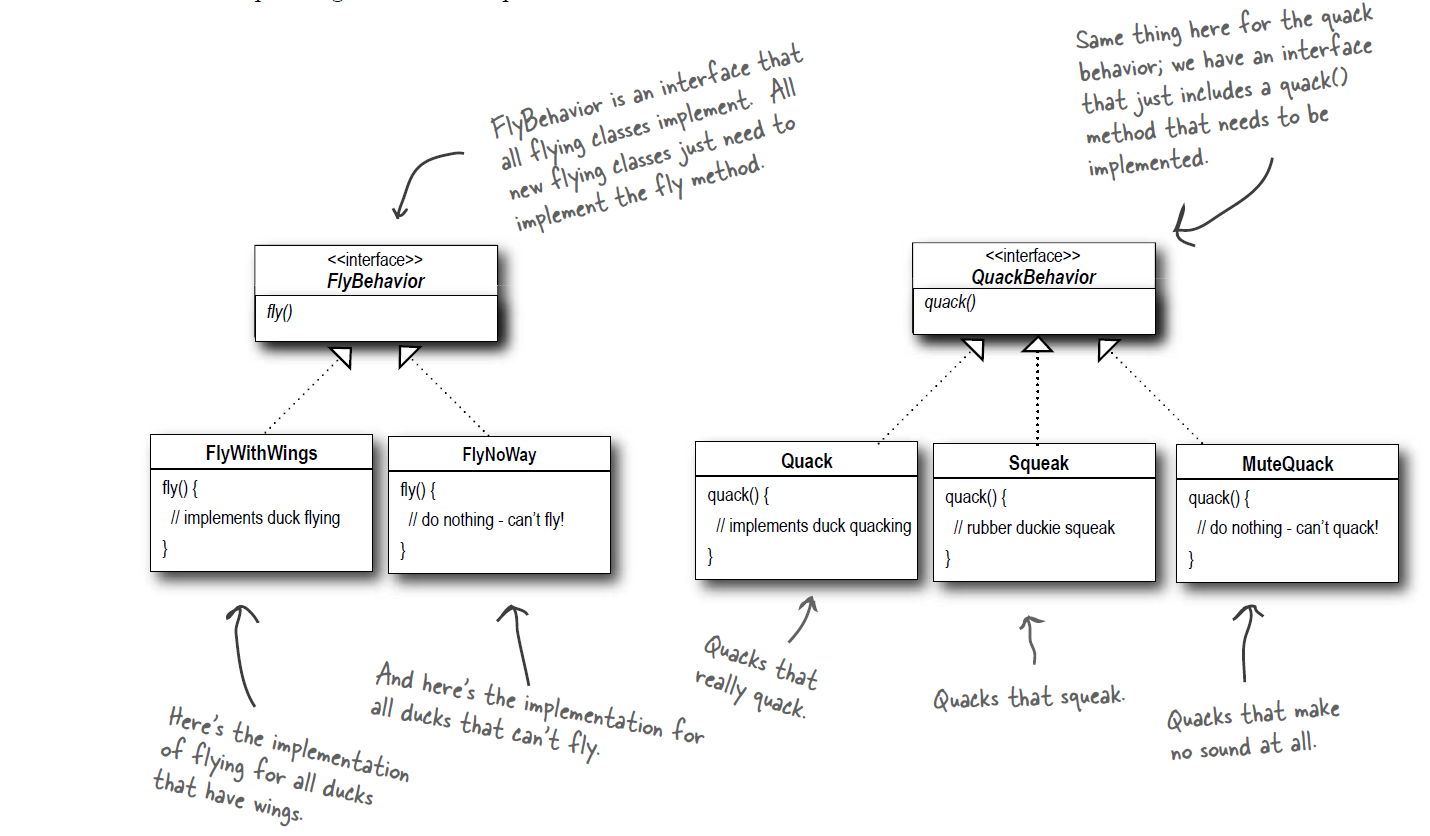 FlyBehavior is an interface that
all flying classes implement. All
new flying classes just need to
implement the fly method.
Same thing here for the quack
behavior; we have an interface
that just includes a quack()
method that needs to be
implemented.
<<interface>>
FlyBehavior
fly()
<<interface>>
QuackBehavior
quack()
FlyWithWings
fly() {
// implements duck flying
}
FlyNoWay
fly() {
// do nothing - can't fly!
}
Quack
quack() {
// implements duck quacking
}
Squeak
quack() {
// rubber duckie squeak
}
MuteQuack
quack() {
// do nothing - can't quack!
}
Here's the implementation
of flying for all ducks
that have wings.
And here's the implementation for
all ducks that can't fly.
Quacks that
really quack.
Quacks that squeak.
Quacks that make
no sound at all.